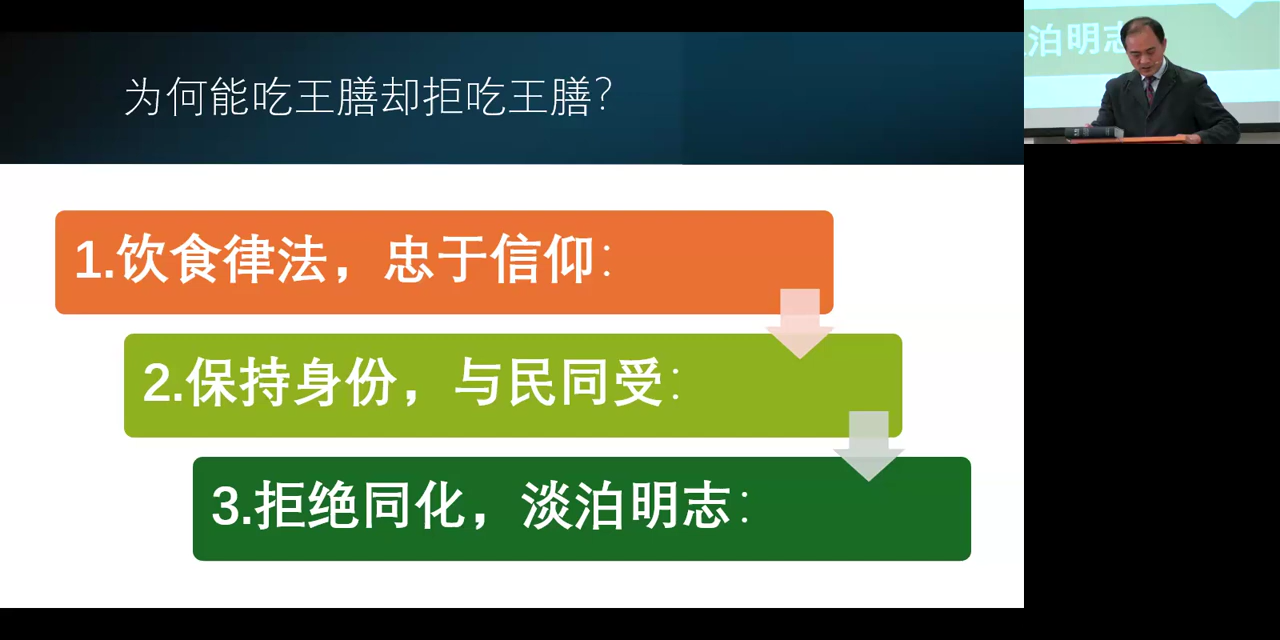 为何能吃王膳却拒吃王膳？
1.饮食律法，忠于信仰：
2.保持身份，与民同受：
3.拒绝同化，淡泊明志：
泊明志